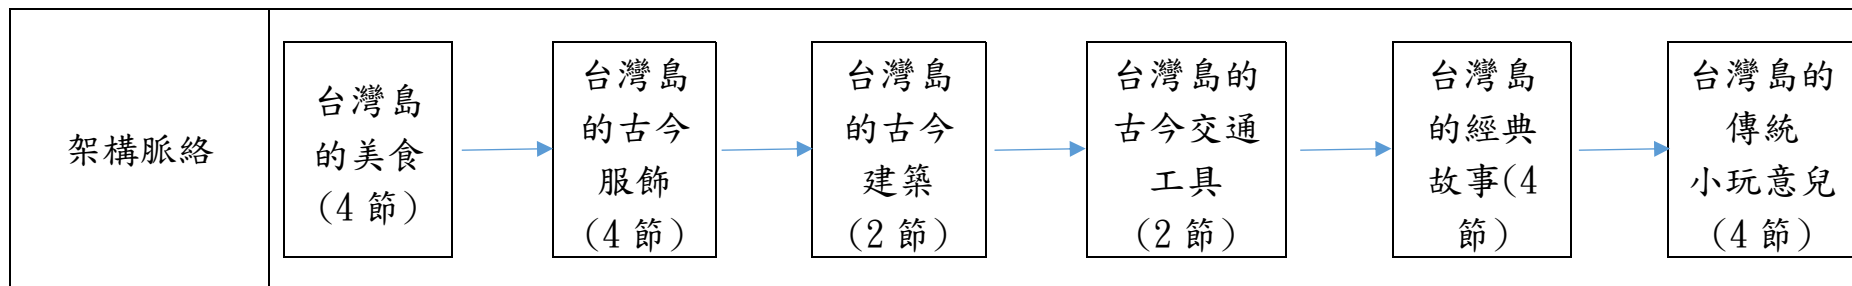 架構脈絡
台灣島
的美食
(4 節)
台灣島
的古今
服飾
(4 節)
台灣島
的古今
建築
(2 節)
台灣島的
古今交通
工具
(2 節)
台灣島
的經典
故事(4
節)
台灣島的
傳統
小玩意兒
(4 節)